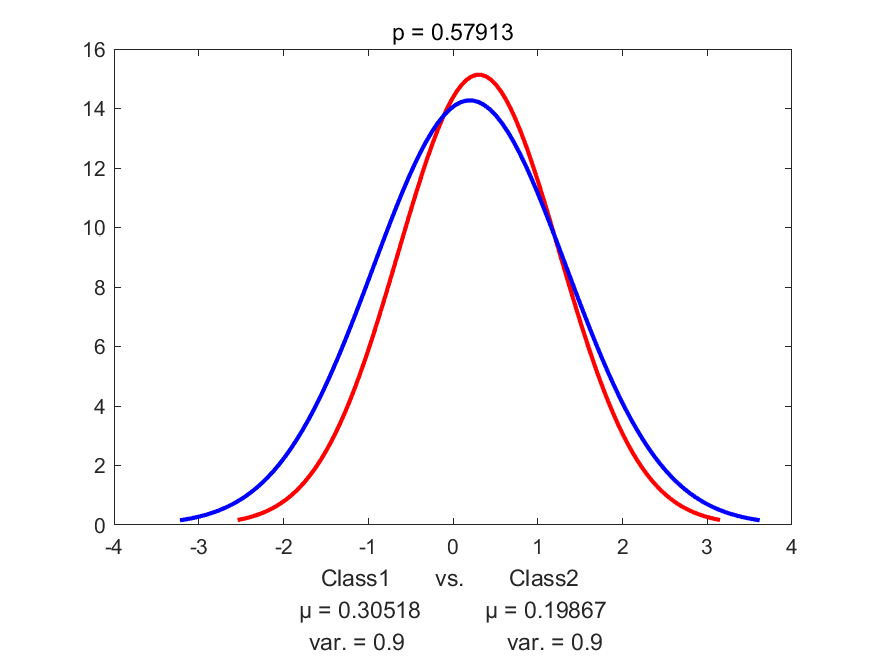 p = 0.57913
16
14
12
10
8
6
4
2
0
-4 -3 -2 -1 0 1 2 3 4
Class1 vs. Class2
μ = 0.30518 μ = 0.19867
var. = 0.9 var. = 0.9